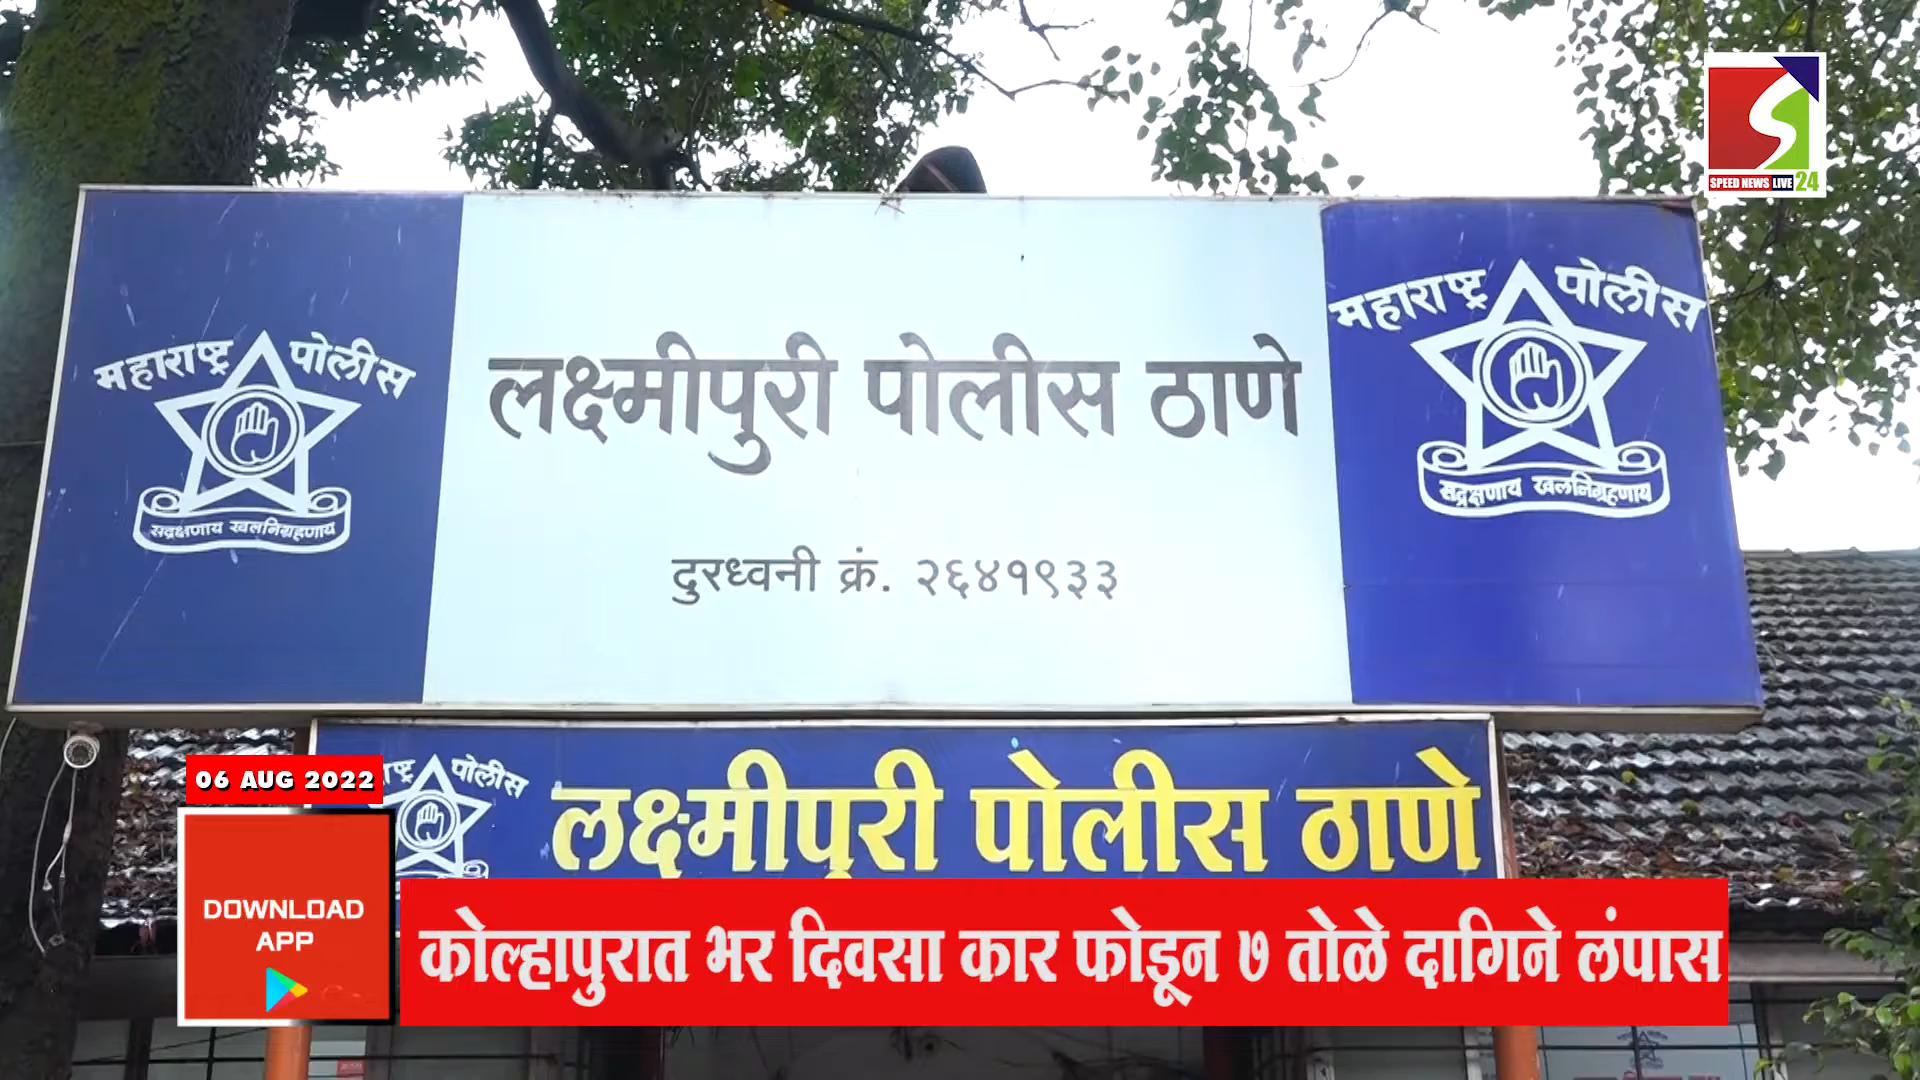 SPEED NEWS LIVE 24
महाराष्ट्र पोलीस
सद्रक्षणाय खलनिग्रहणाय
लक्ष्मीपुरी पोलीस ठाणे
दुरध्वनी क्रं. २६४१९३३
महाराष्ट्र पोलीस
सद्रक्षणाय खलनिग्रहणाय
पोलीस
लक्ष्मीपुरी पोलीस ठाणे
06 AUG 2022
DOWNLOAD
APP
कोल्हापुरात भर दिवसा कार फोडून ७ तोळे दागिने लंपास